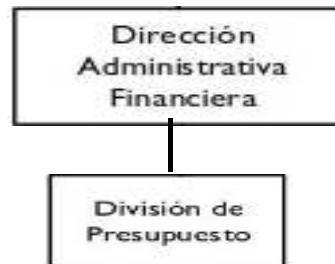 Dirección
Administrativa
Financiera
División de
Presupuesto